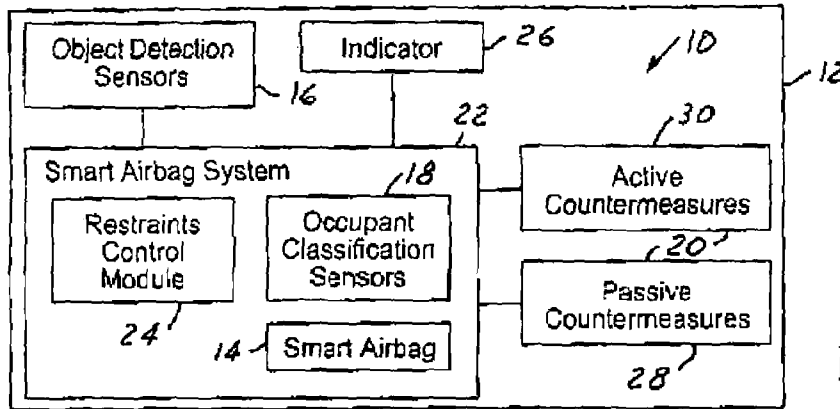 Object Detection
Sensors
16
Indicator
26
10
12
22
Smart Airbag System
Restraints
Control
Module
24
18
Occupant
Classification
Sensors
14
Smart Airbag
30
Active
Countermeasures
20
Passive
Countermeasures
28